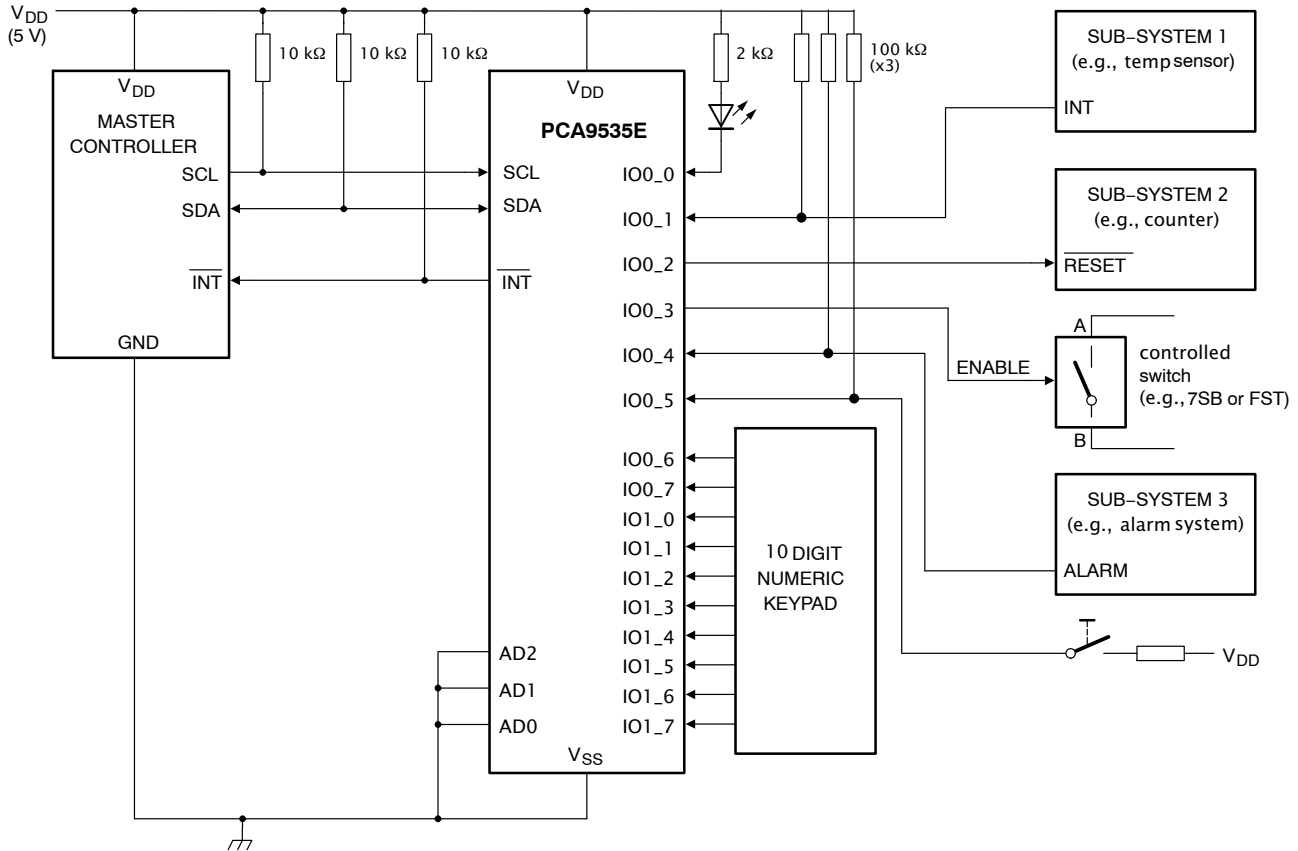 VDD
(5 V)
10 kΩ
10 kΩ
10 kΩ
2 kΩ
100 kΩ
(x3)
VDD
MASTER
CONTROLLER
SCL
SDA
INT
GND
VDD
PCA9535E
SCL
SDA
INT
AD2
AD1
AD0
VSS
IO0_0
IO0_1
IO0_2
IO0_3
IO0_4
IO0_5
IO0_6
IO0_7
IO1_0
IO1_1
IO1_2
IO1_3
IO1_4
IO1_5
IO1_6
IO1_7
10 DIGIT
NUMERIC
KEYPAD
SUB–SYSTEM 1
(e.g., temp sensor)
INT
SUB–SYSTEM 2
(e.g., counter)
RESET
ENABLE
A
B
controlled
switch
(e.g., 7SB or FST)
SUB–SYSTEM 3
(e.g., alarm system)
ALARM
VDD